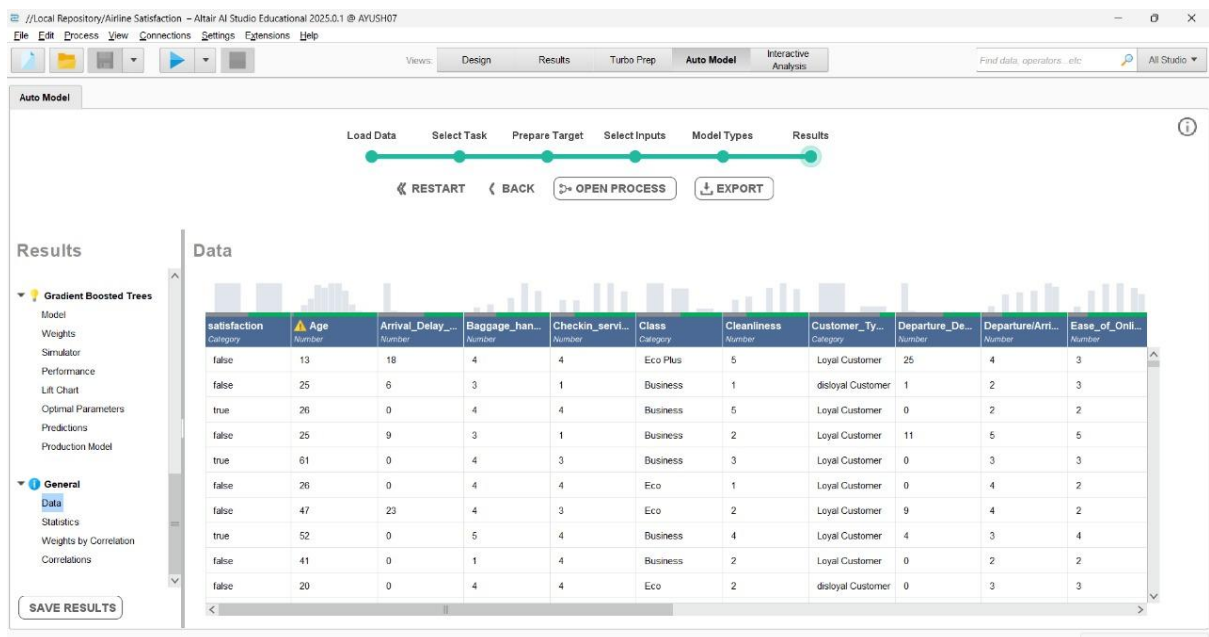 //Local Repository/Airline Satisfaction – Altair AI Studio Educational 2025.0.1 @ AYUSH07
File Edit Process View Connections Settings Extensions Help
Views: Design Results Turbo Prep Auto Model Interactive Analysis Find data, operators...etc All Studio
Auto Model
Load Data Select Task Prepare Target Select Inputs Model Types Results
RESTART BACK OPEN PROCESS EXPORT
Results
Gradient Boosted Trees
Model
Weights
Simulator
Performance
Lift Chart
Optimal Parameters
Predictions
Production Model
General
Data
Statistics
Weights by Correlation
Correlations
SAVE RESULTS
Data
satisfaction Age Arrival_Delay_... Baggage_han... Checkin_servi... Class Cleanliness Customer_Ty... Departure_De... Departure/Arri... Ease_of_Onli...
Category Number Number Number Number Category Number Category Number Number Number
false 13 18 4 4 Eco Plus 5 Loyal Customer 25 4 3
false 25 6 3 1 Business 1 disloyal Customer 1 2 3
true 26 0 4 4 Business 5 Loyal Customer 0 2 2
false 25 9 3 1 Business 2 Loyal Customer 11 5 5
true 61 0 4 3 Business 3 Loyal Customer 0 3 3
false 26 0 4 4 Eco 1 Loyal Customer 0 4 2
false 47 23 4 3 Eco 2 Loyal Customer 9 4 2
true 52 0 5 4 Business 4 Loyal Customer 4 3 4
false 41 0 1 4 Business 2 Loyal Customer 0 2 2
false 20 0 4 4 Eco 2 disloyal Customer 0 3 3